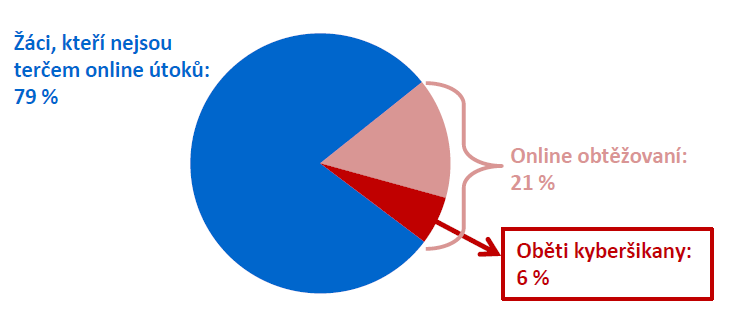 Žáci, kteří nejsou
terčem online útoků:
79 %
Online obtěžovaní:
21 %
Oběti kyberšikany:
6 %